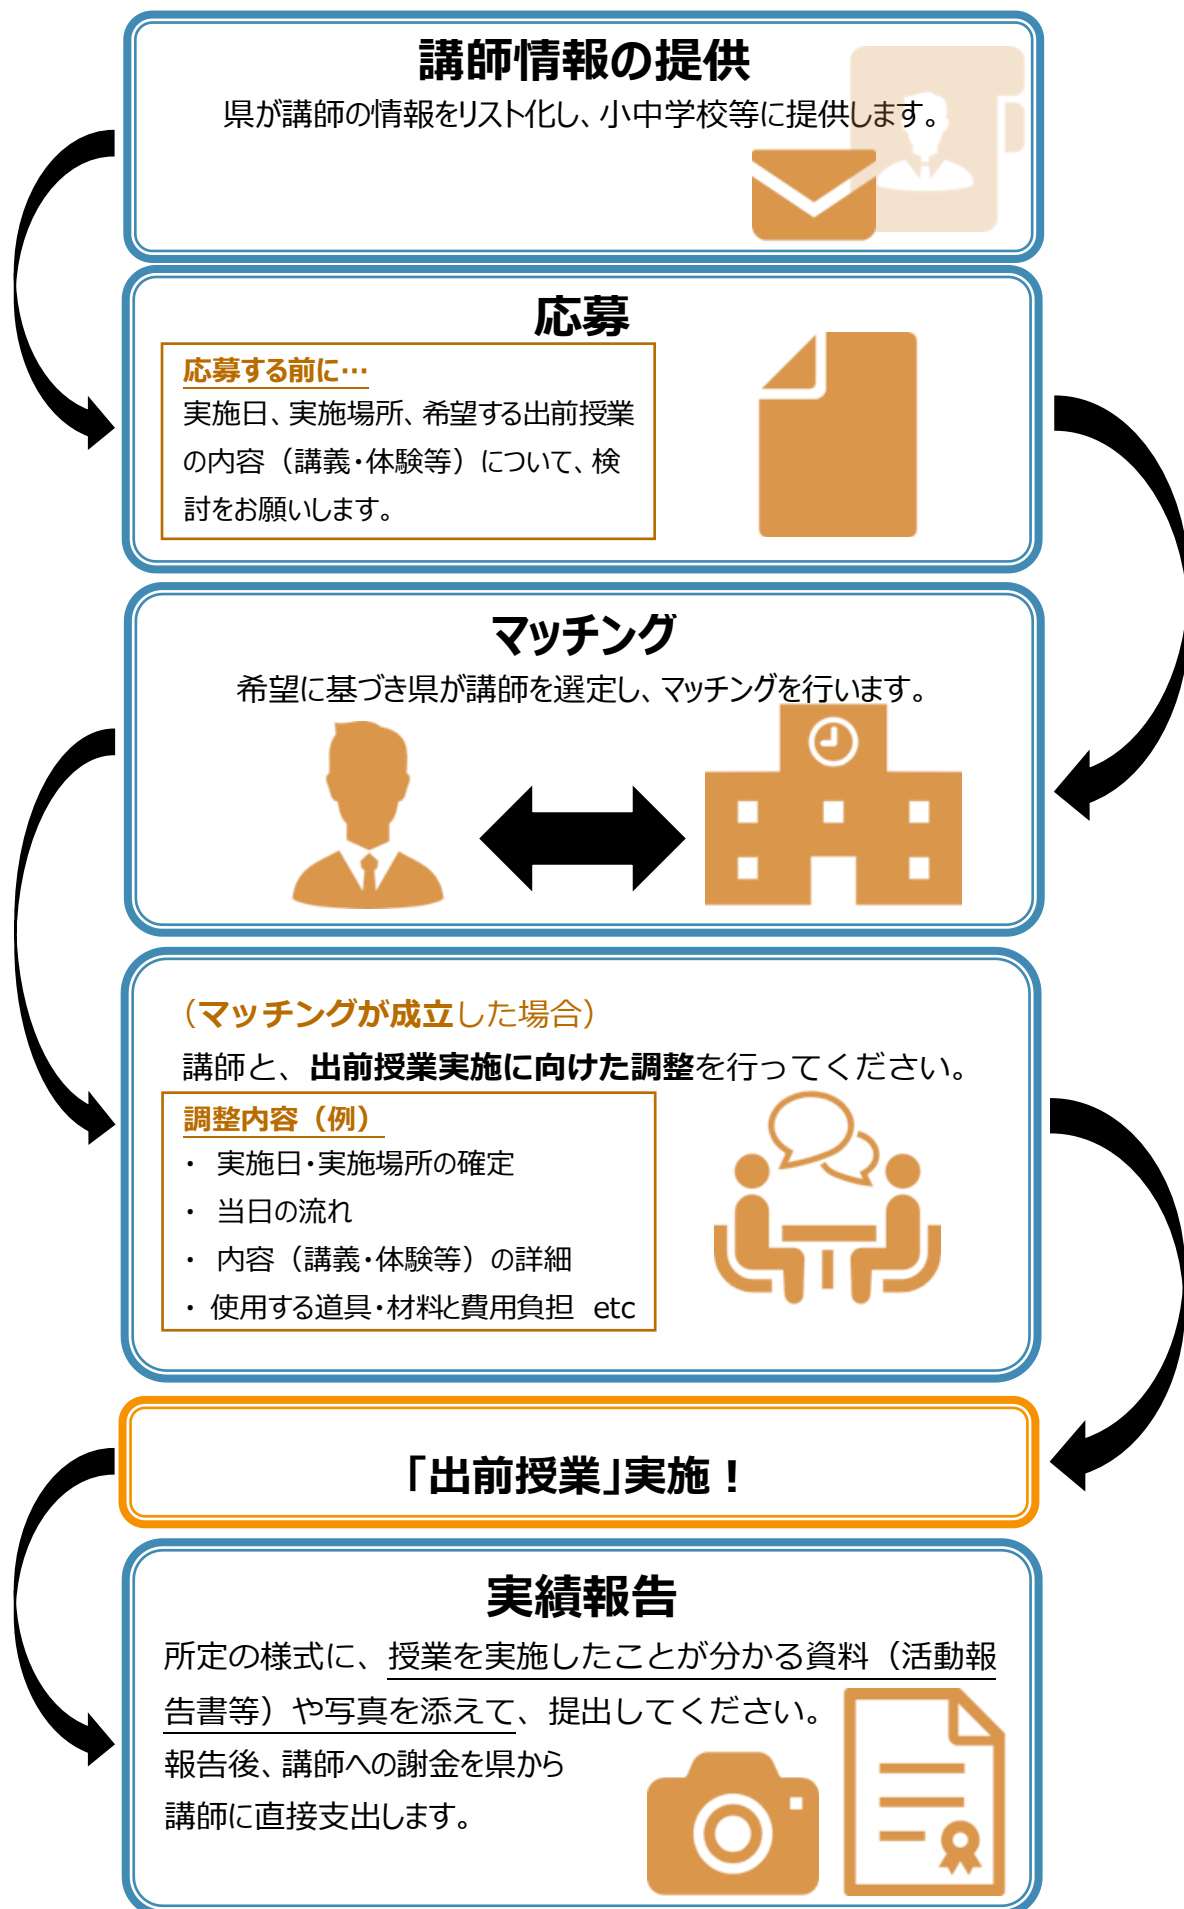 講師情報の提供
県が講師の情報をリスト化し、小中学校等に提供します。
応募
応募する前に…
実施日、実施場所、希望する出前授業
の内容（講義・体験等）について、検
討をお願いします。
マッチング
希望に基づき県が講師を選定し、マッチングを行います。
（マッチングが成立した場合）
講師と、出前授業実施に向けた調整を行ってください。
調整内容（例）
・ 実施日・実施場所の確定
・ 当日の流れ
・ 内容（講義・体験等）の詳細
・ 使用する道具・材料と費用負担 etc
「出前授業」実施！
実績報告
所定の様式に、授業を実施したことが分かる資料（活動報
告書等）や写真を添えて、提出してください。
報告後、講師への謝金を県から
講師に直接支出します。